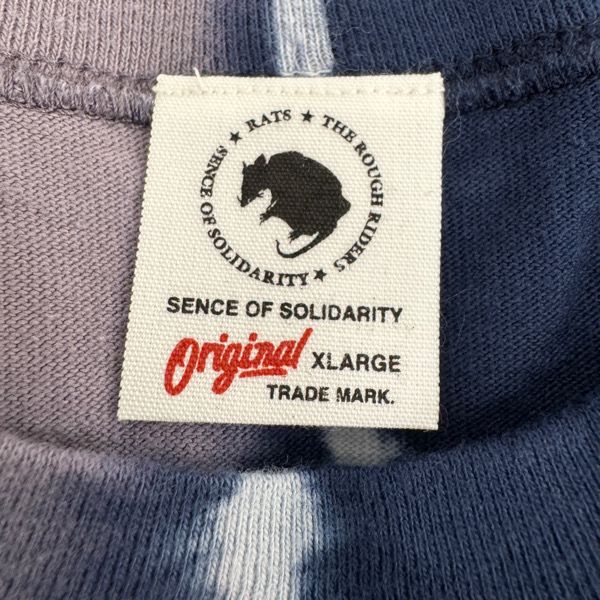 ★ RATS ★ THE ROUGH RIDERS ★ SENCE OF SOLIDARITY
SENCE OF SOLIDARITY
Original XLARGE
TRADE MARK.